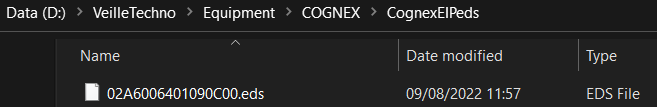 Data (D:) > VeilleTechno > Equipment > COGNEX > CognexEIPeds
Name Date modified Type
02A6006401090C00.eds 09/08/2022 11:57 EDS File